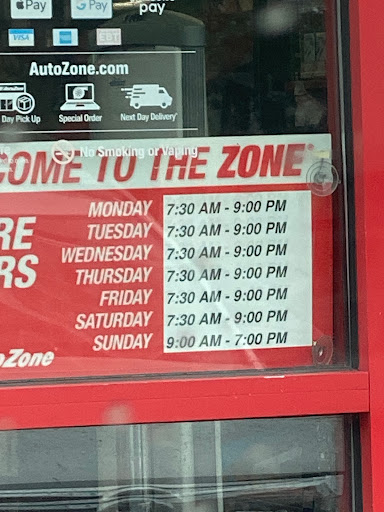 Pay G Pay pay
VISA EBT
AutoZone.com
Day Pick Up Special Order Next Day Delivery*
No Smoking or Vaping
COME TO THE ZONE
MONDAY 7:30 AM - 9:00 PM
TUESDAY 7:30 AM - 9:00 PM
WEDNESDAY 7:30 AM - 9:00 PM
THURSDAY 7:30 AM - 9:00 PM
FRIDAY 7:30 AM - 9:00 PM
SATURDAY 7:30 AM - 9:00 PM
SUNDAY 9:00 AM - 7:00 PM
RE
RS
oZone